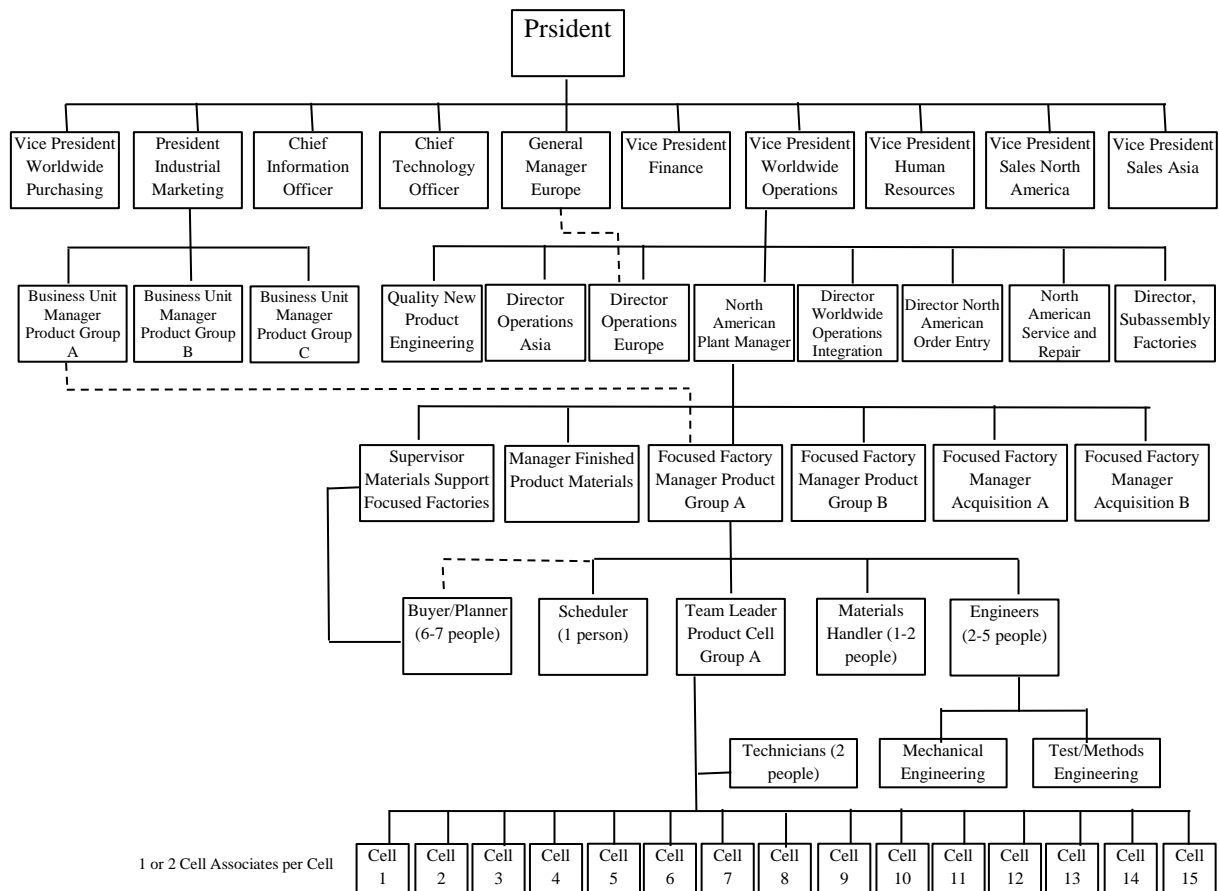 Prsident
Vice President
Worldwide
Purchasing
President
Industrial
Marketing
Chief
Information
Officer
Chief
Technology
Officer
General
Manager
Europe
Vice President
Finance
Vice President
Worldwide
Operations
Vice President
Human
Resources
Vice President
Sales North
America
Vice President
Sales Asia
Business Unit
Manager
Product Group
A
Business Unit
Manager
Product Group
B
Business Unit
Manager
Product Group
C
Quality New
Product
Engineering
Director
Operations
Asia
Director
Operations
Europe
North
American
Plant Manager
Director
Worldwide
Operations
Integration
Director North
American
Order Entry
North
American
Service and
Repair
Director,
Subassembly
Factories
Supervisor
Materials Support
Focused Factories
Manager Finished
Product Materials
Focused Factory
Manager Product
Group A
Focused Factory
Manager Product
Group B
Focused Factory
Manager
Acquisition A
Focused Factory
Manager
Acquisition B
Buyer/Planner
(6-7 people)
Scheduler
(1 person)
Team Leader
Product Cell
Group A
Materials
Handler (1-2
people)
Engineers
(2-5 people)
Technicians (2
people)
Mechanical
Engineering
Test/Methods
Engineering
1 or 2 Cell Associates per Cell
Cell
1
Cell
2
Cell
3
Cell
4
Cell
5
Cell
6
Cell
7
Cell
8
Cell
9
Cell
10
Cell
11
Cell
12
Cell
13
Cell
14
Cell
15